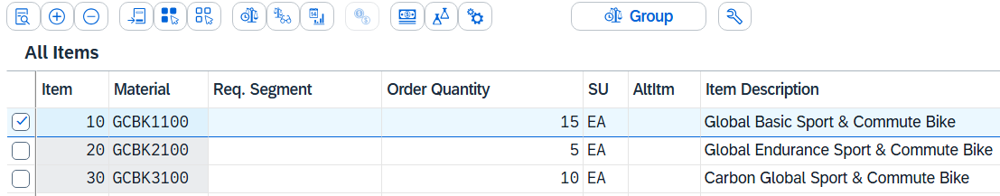 Group
All Items
Item Material Req. Segment Order Quantity SU AltItm Item Description
10 GCBK1100 15 EA Global Basic Sport & Commute Bike
20 GCBK2100 5 EA Global Endurance Sport & Commute Bike
30 GCBK3100 10 EA Carbon Global Sport & Commute Bike